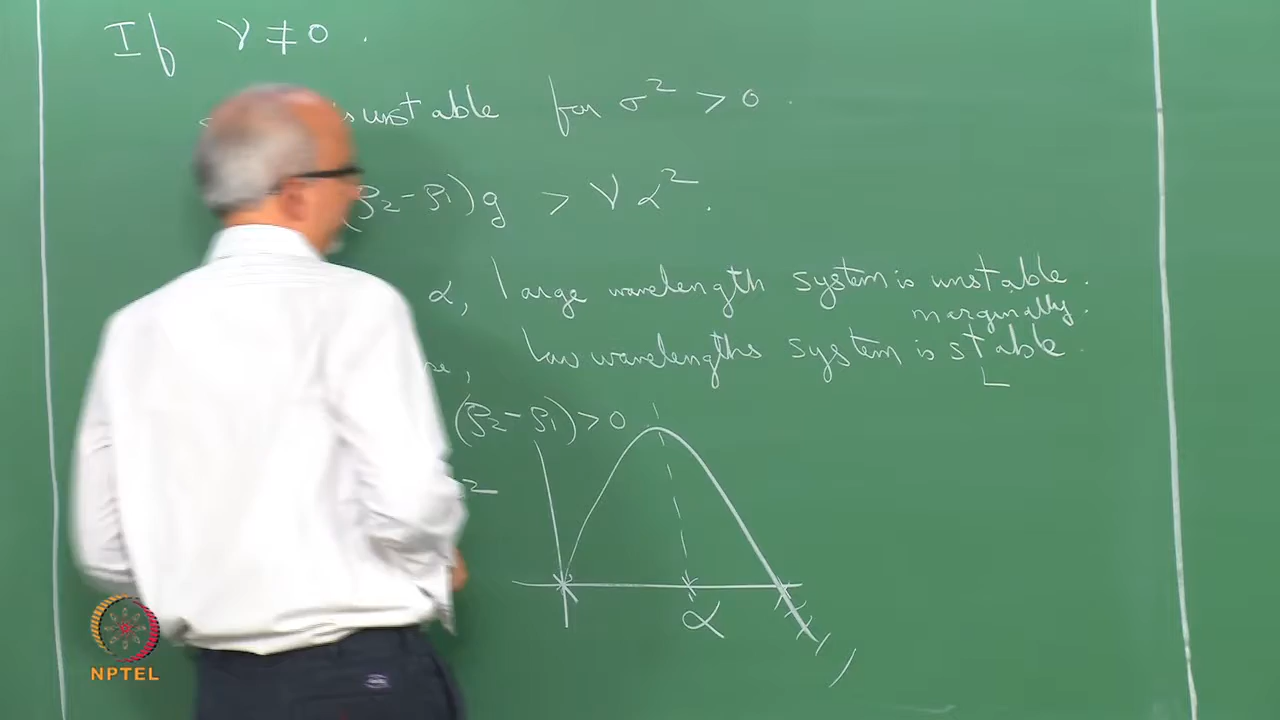 If γ ≠ 0 .
unstable for σ² > 0 .
(ρ2 - ρ1) g > γ α² .
α, large wavelength system is unstable .
marginally .
low wavelengths system is stable .
(ρ2 - ρ1) > 0
α
NPTEL